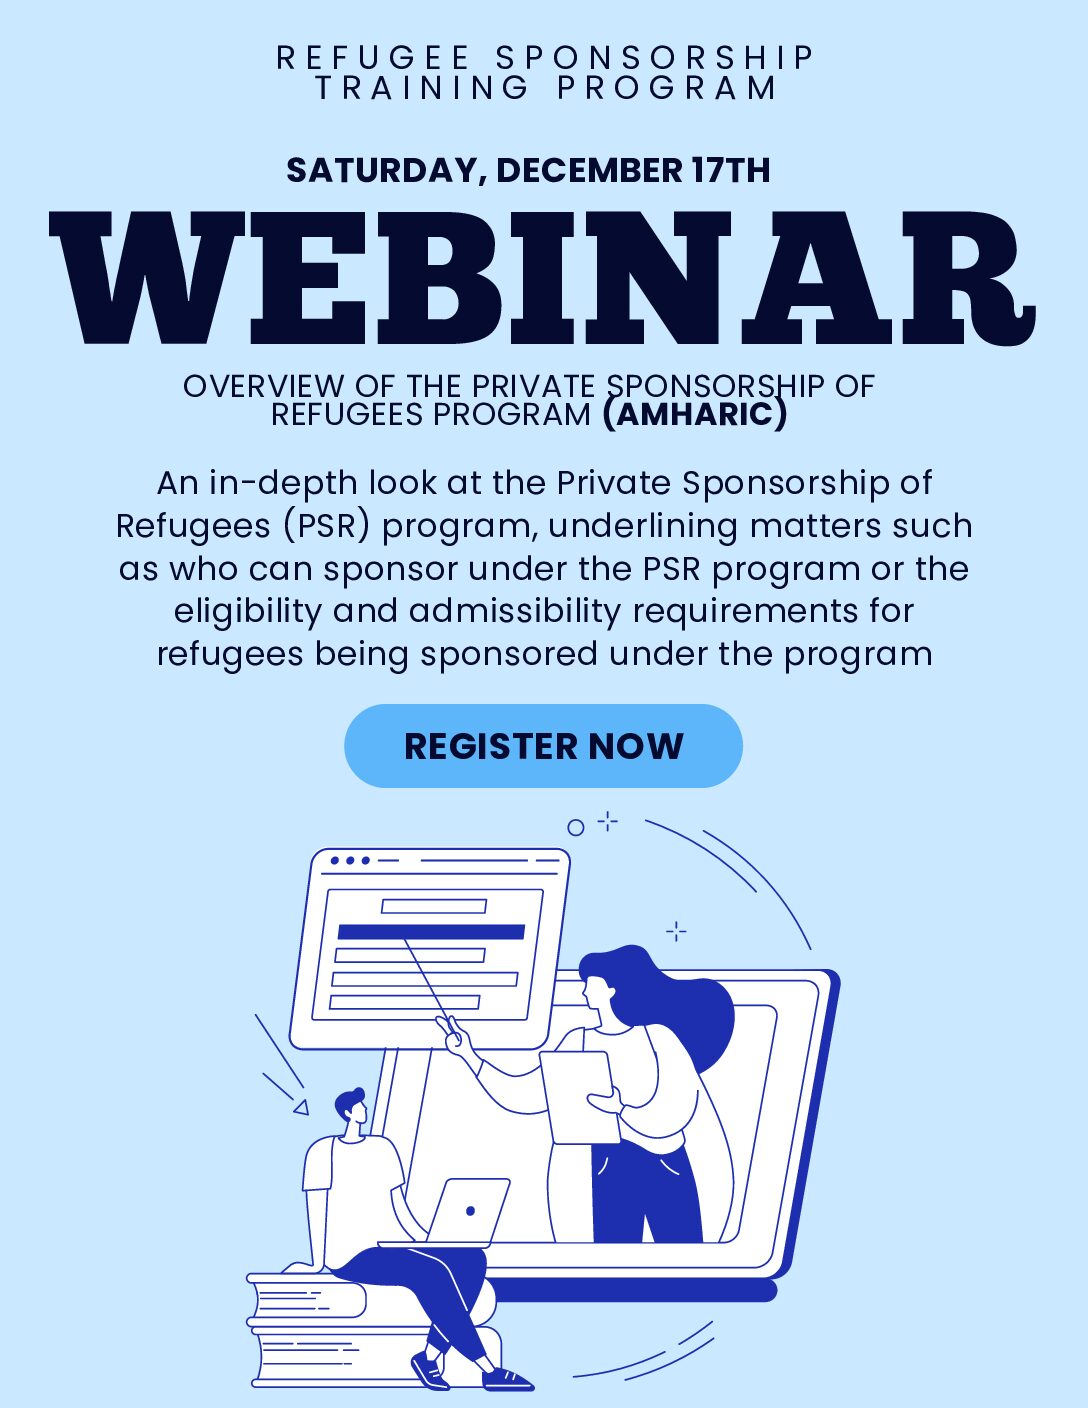 REFUGEE SPONSORSHIP
TRAINING PROGRAM
SATURDAY, DECEMBER 17TH
WEBINAR
OVERVIEW OF THE PRIVATE SPONSORSHIP OF
REFUGEES PROGRAM (AMHARIC)
An in-depth look at the Private Sponsorship of
Refugees (PSR) program, underlining matters such
as who can sponsor under the PSR program or the
eligibility and admissibility requirements for
refugees being sponsored under the program
REGISTER NOW